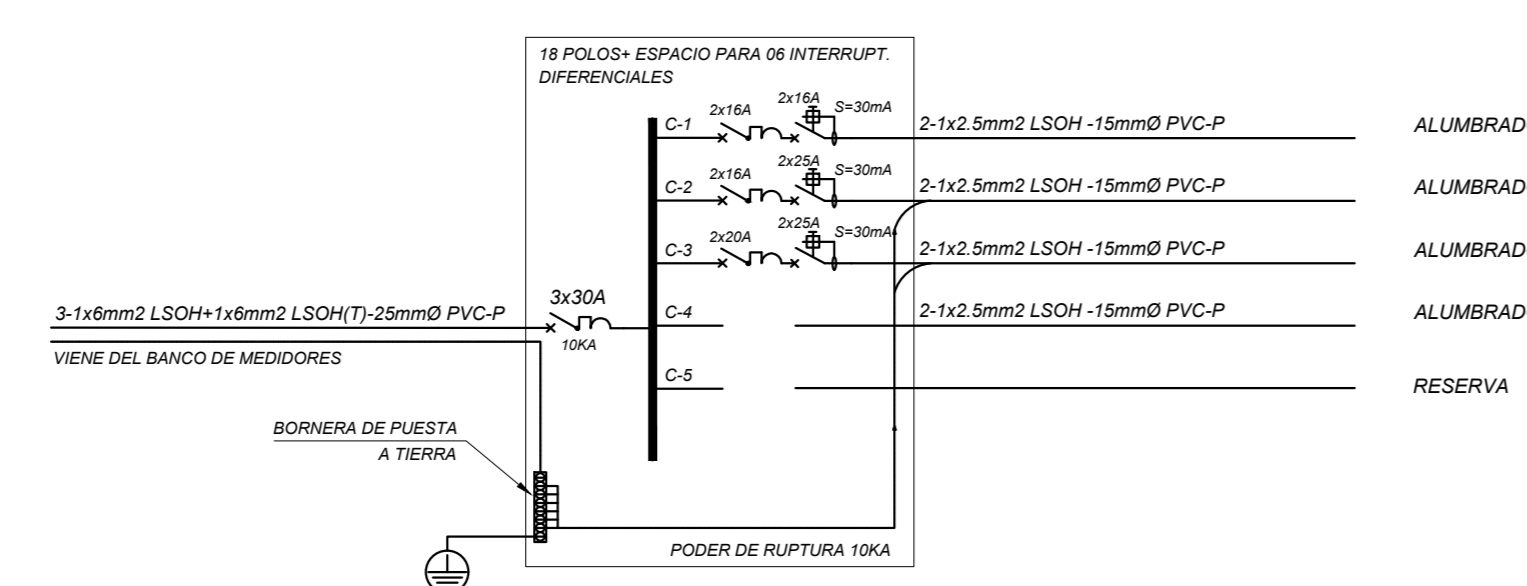 18 POLOS+ ESPACIO PARA 06 INTERRUPT.
DIFERENCIALES
C-1 2x16A 2x16A S=30mA 2-1x2.5mm2 LSOH -15mmØ PVC-P ALUMBRAD
C-2 2x16A 2x25A S=30mA 2-1x2.5mm2 LSOH -15mmØ PVC-P ALUMBRAD
C-3 2x20A 2x25A S=30mA 2-1x2.5mm2 LSOH -15mmØ PVC-P ALUMBRAD
3-1x6mm2 LSOH+1x6mm2 LSOH(T)-25mmØ PVC-P 3x30A C-4 2-1x2.5mm2 LSOH -15mmØ PVC-P ALUMBRAD
10KA
VIENE DEL BANCO DE MEDIDORES
C-5 RESERVA
BORNERA DE PUESTA
A TIERRA
PODER DE RUPTURA 10KA